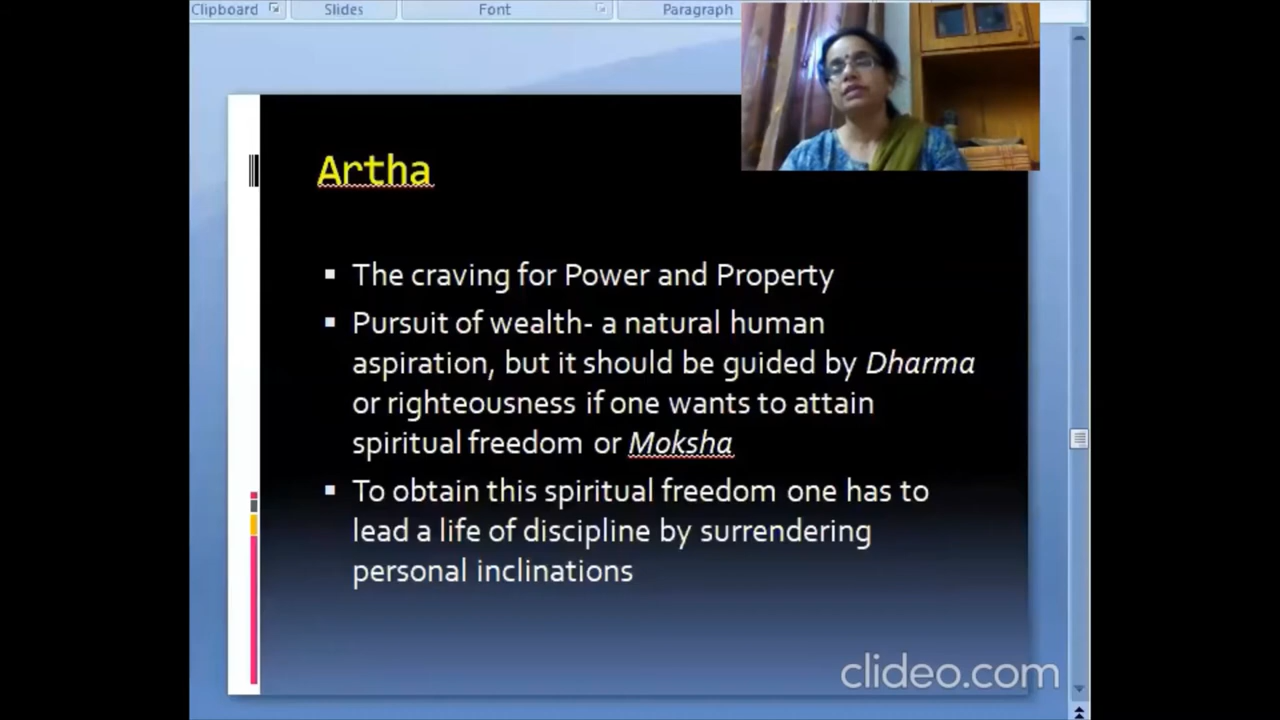 Clipboard
Slides
Font
Paragraph
Artha
▪ The craving for Power and Property
▪ Pursuit of wealth- a natural human
aspiration, but it should be guided by Dharma
or righteousness if one wants to attain
spiritual freedom or Moksha
▪ To obtain this spiritual freedom one has to
lead a life of discipline by surrendering
personal inclinations
clideo.com